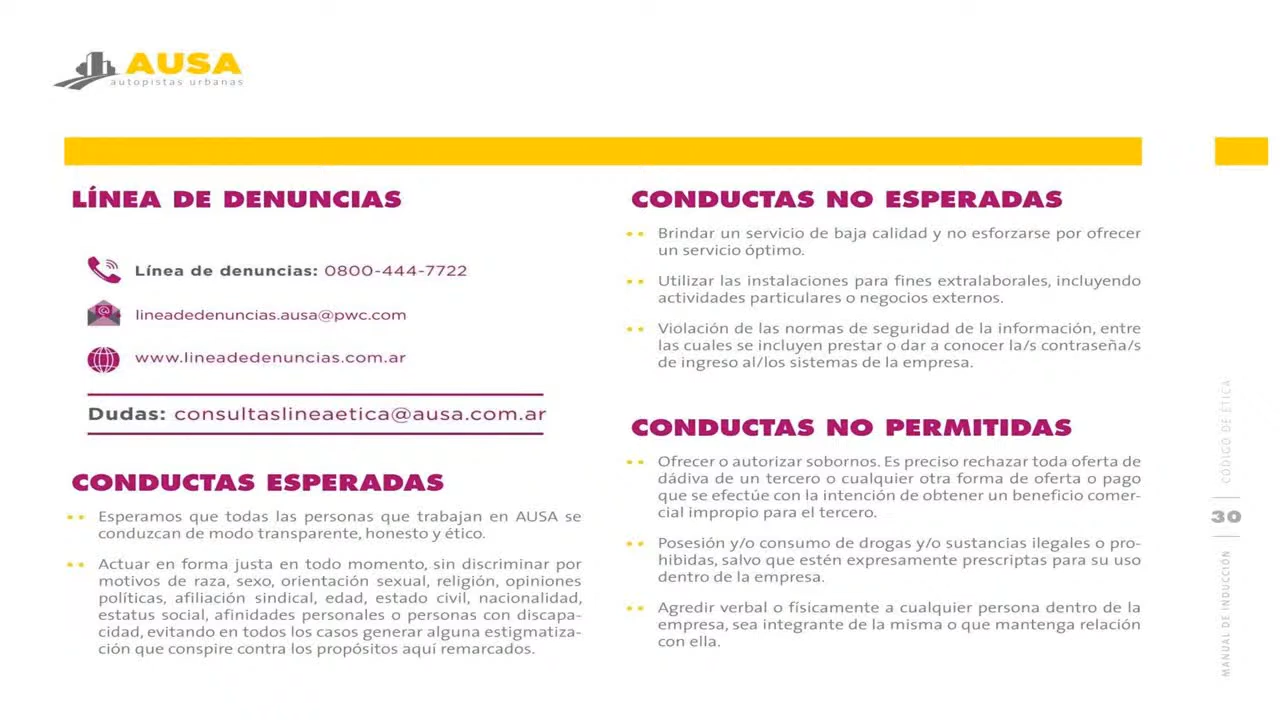 AUSA
autopistas urbanas
LÍNEA DE DENUNCIAS
Línea de denuncias: 0800-444-7722
lineadedenuncias.ausa@pwc.com
www.lineadedenuncias.com.ar
Dudas: consultaslineaetica@ausa.com.ar
CONDUCTAS ESPERADAS
Esperamos que todas las personas que trabajan en AUSA se
conduzcan de modo transparente, honesto y ético.
Actuar en forma justa en todo momento, sin discriminar por
motivos de raza, sexo, orientación sexual, religión, opiniones
políticas, afiliación sindical, edad, estado civil, nacionalidad,
estatus social, afinidades personales o personas con discapa-
cidad, evitando en todos los casos generar alguna estigmatiza-
ción que conspire contra los propósitos aquí remarcados.
CONDUCTAS NO ESPERADAS
Brindar un servicio de baja calidad y no esforzarse por ofrecer
un servicio óptimo.
Utilizar las instalaciones para fines extralaborales, incluyendo
actividades particulares o negocios externos.
Violación de las normas de seguridad de la información, entre
las cuales se incluyen prestar o dar a conocer la/s contraseña/s
de ingreso al/los sistemas de la empresa.
CONDUCTAS NO PERMITIDAS
Ofrecer o autorizar sobornos. Es preciso rechazar toda oferta de
dádiva de un tercero o cualquier otra forma de oferta o pago
que se efectúe con la intención de obtener un beneficio comer-
cial impropio para el tercero.
Posesión y/o consumo de drogas y/o sustancias ilegales o pro-
hibidas, salvo que estén expresamente prescriptas para su uso
dentro de la empresa.
Agredir verbal o físicamente a cualquier persona dentro de la
empresa, sea integrante de la misma o que mantenga relación
con ella.
CÓDIGO DE ÉTICA
30
MANUAL DE INDUCCIÓN